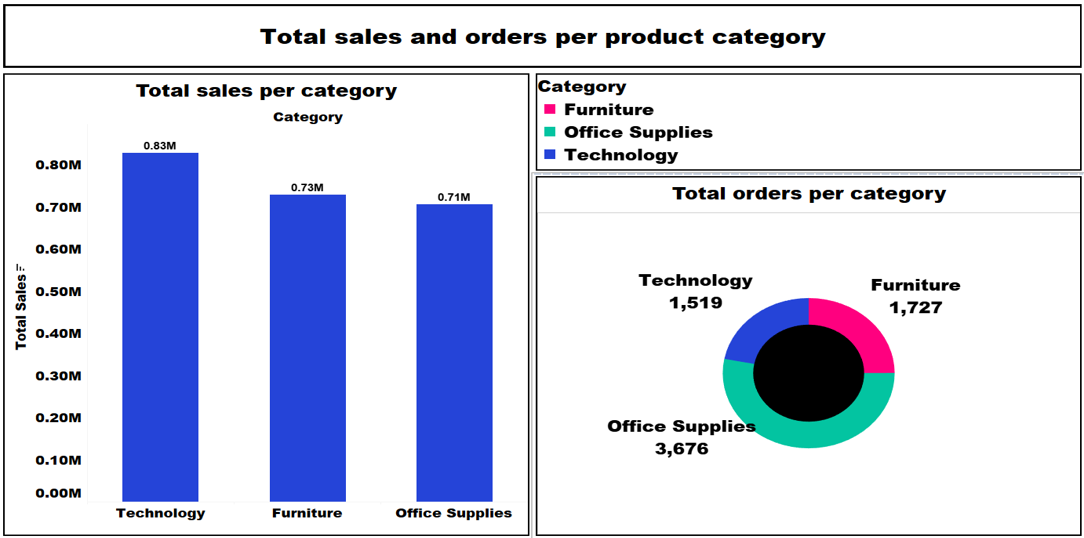 Total sales and orders per product category
Total sales per category
Category
0.83M
0.73M
0.71M
0.80M
0.70M
0.60M
0.50M
0.40M
0.30M
0.20M
0.10M
0.00M
Total Sales
Technology
Furniture
Office Supplies
Category
Furniture
Office Supplies
Technology
Total orders per category
Technology
1,519
Furniture
1,727
Office Supplies
3,676